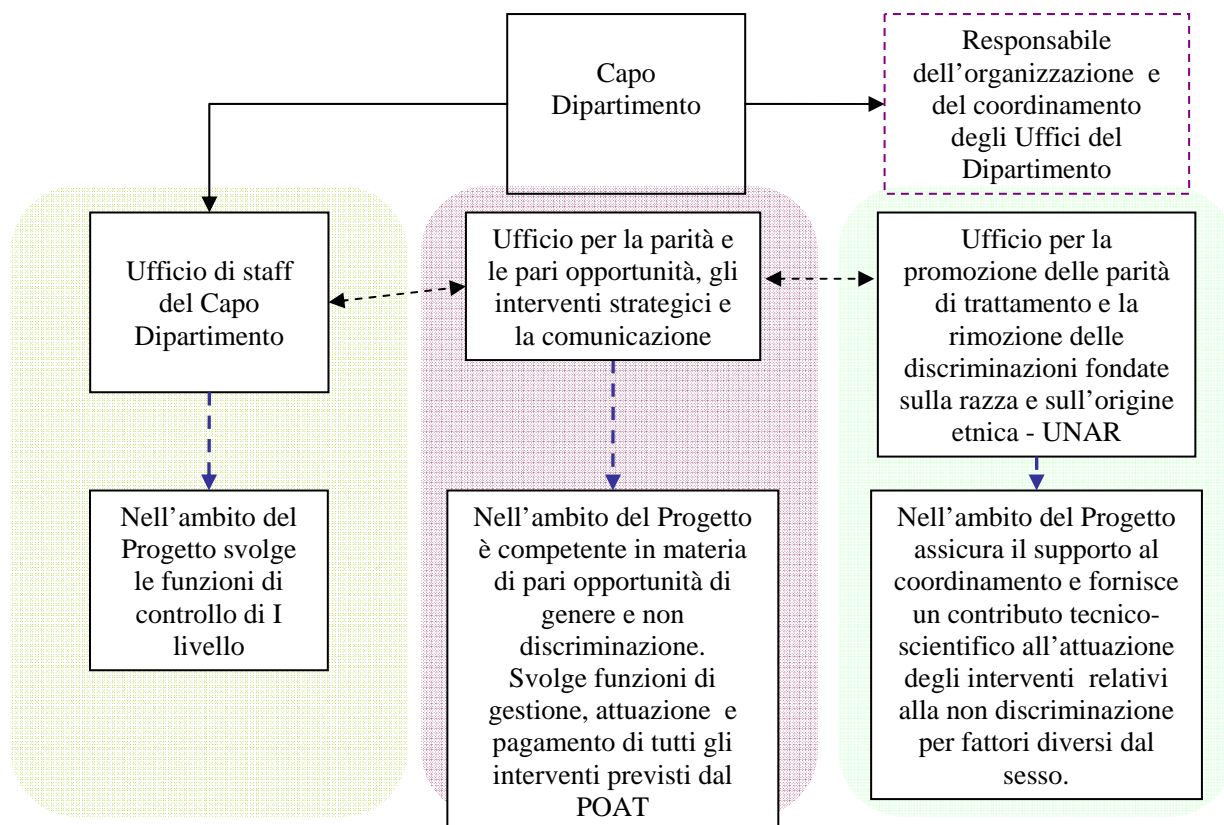 Capo
Dipartimento
Responsabile
dell’organizzazione e
del coordinamento
degli Uffici del
Dipartimento
Ufficio di staff
del Capo
Dipartimento
Ufficio per la parità e
le pari opportunità, gli
interventi strategici e
la comunicazione
Ufficio per la
promozione delle parità
di trattamento e la
rimozione delle
discriminazioni fondate
sulla razza e sull’origine
etnica - UNAR
Nell’ambito del
Progetto svolge
le funzioni di
controllo di I
livello
Nell’ambito del Progetto
è competente in materia
di pari opportunità di
genere e non
discriminazione.
Svolge funzioni di
gestione, attuazione e
pagamento di tutti gli
interventi previsti dal
POAT
Nell’ambito del Progetto
assicura il supporto al
coordinamento e fornisce
un contributo tecnico-
scientifico all’attuazione
degli interventi relativi
alla non discriminazione
per fattori diversi dal
sesso.